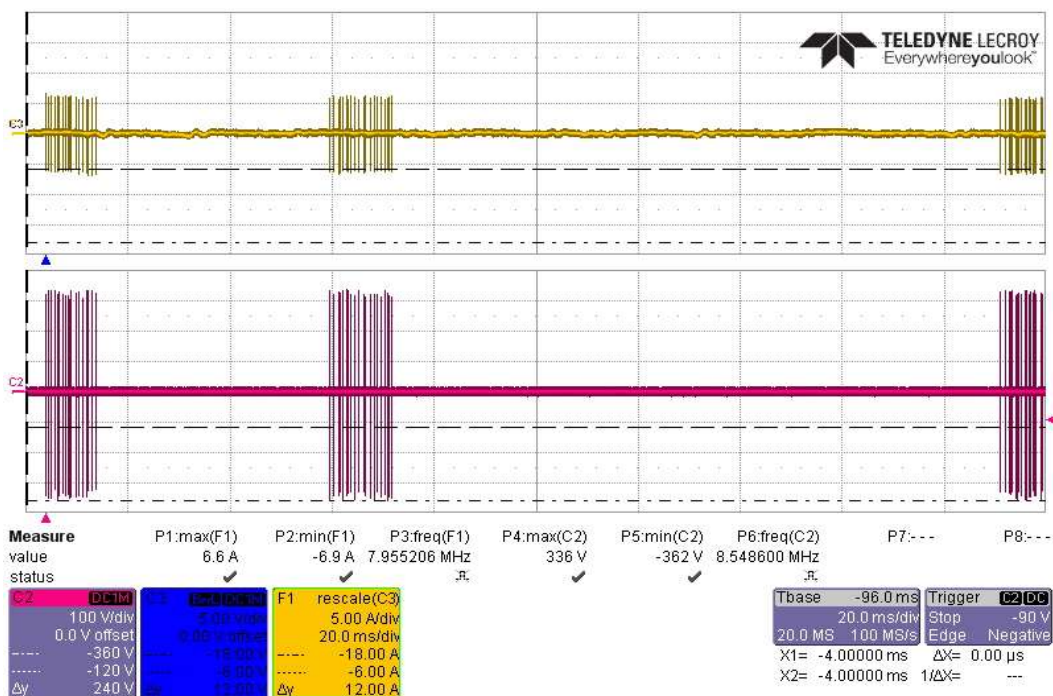 TELEDYNE LECROY
Everywhereyoulook™
C3
C2
Measure P1:max(F1) P2:min(F1) P3:freq(F1) P4:max(C2) P5:min(C2) P6:freq(C2) P7:--- P8:---
value 6.6 A -6.9 A 7.955206 MHz 336 V -362 V 8.548600 MHz
status
C2 DC1M
100 V/div
0.0 V offset
-360 V
-120 V
Δy 240 V
F1 rescale(C3)
5.00 A/div
20.0 ms/div
-18.00 A
-6.00 A
Δy 12.00 A
Tbase -96.0 ms
20.0 ms/div
20.0 MS 100 MS/s
Trigger C2 DC
Stop -90 V
Edge Negative
X1= -4.00000 ms ΔX= 0.00 µs
X2= -4.00000 ms 1/ΔX= ---